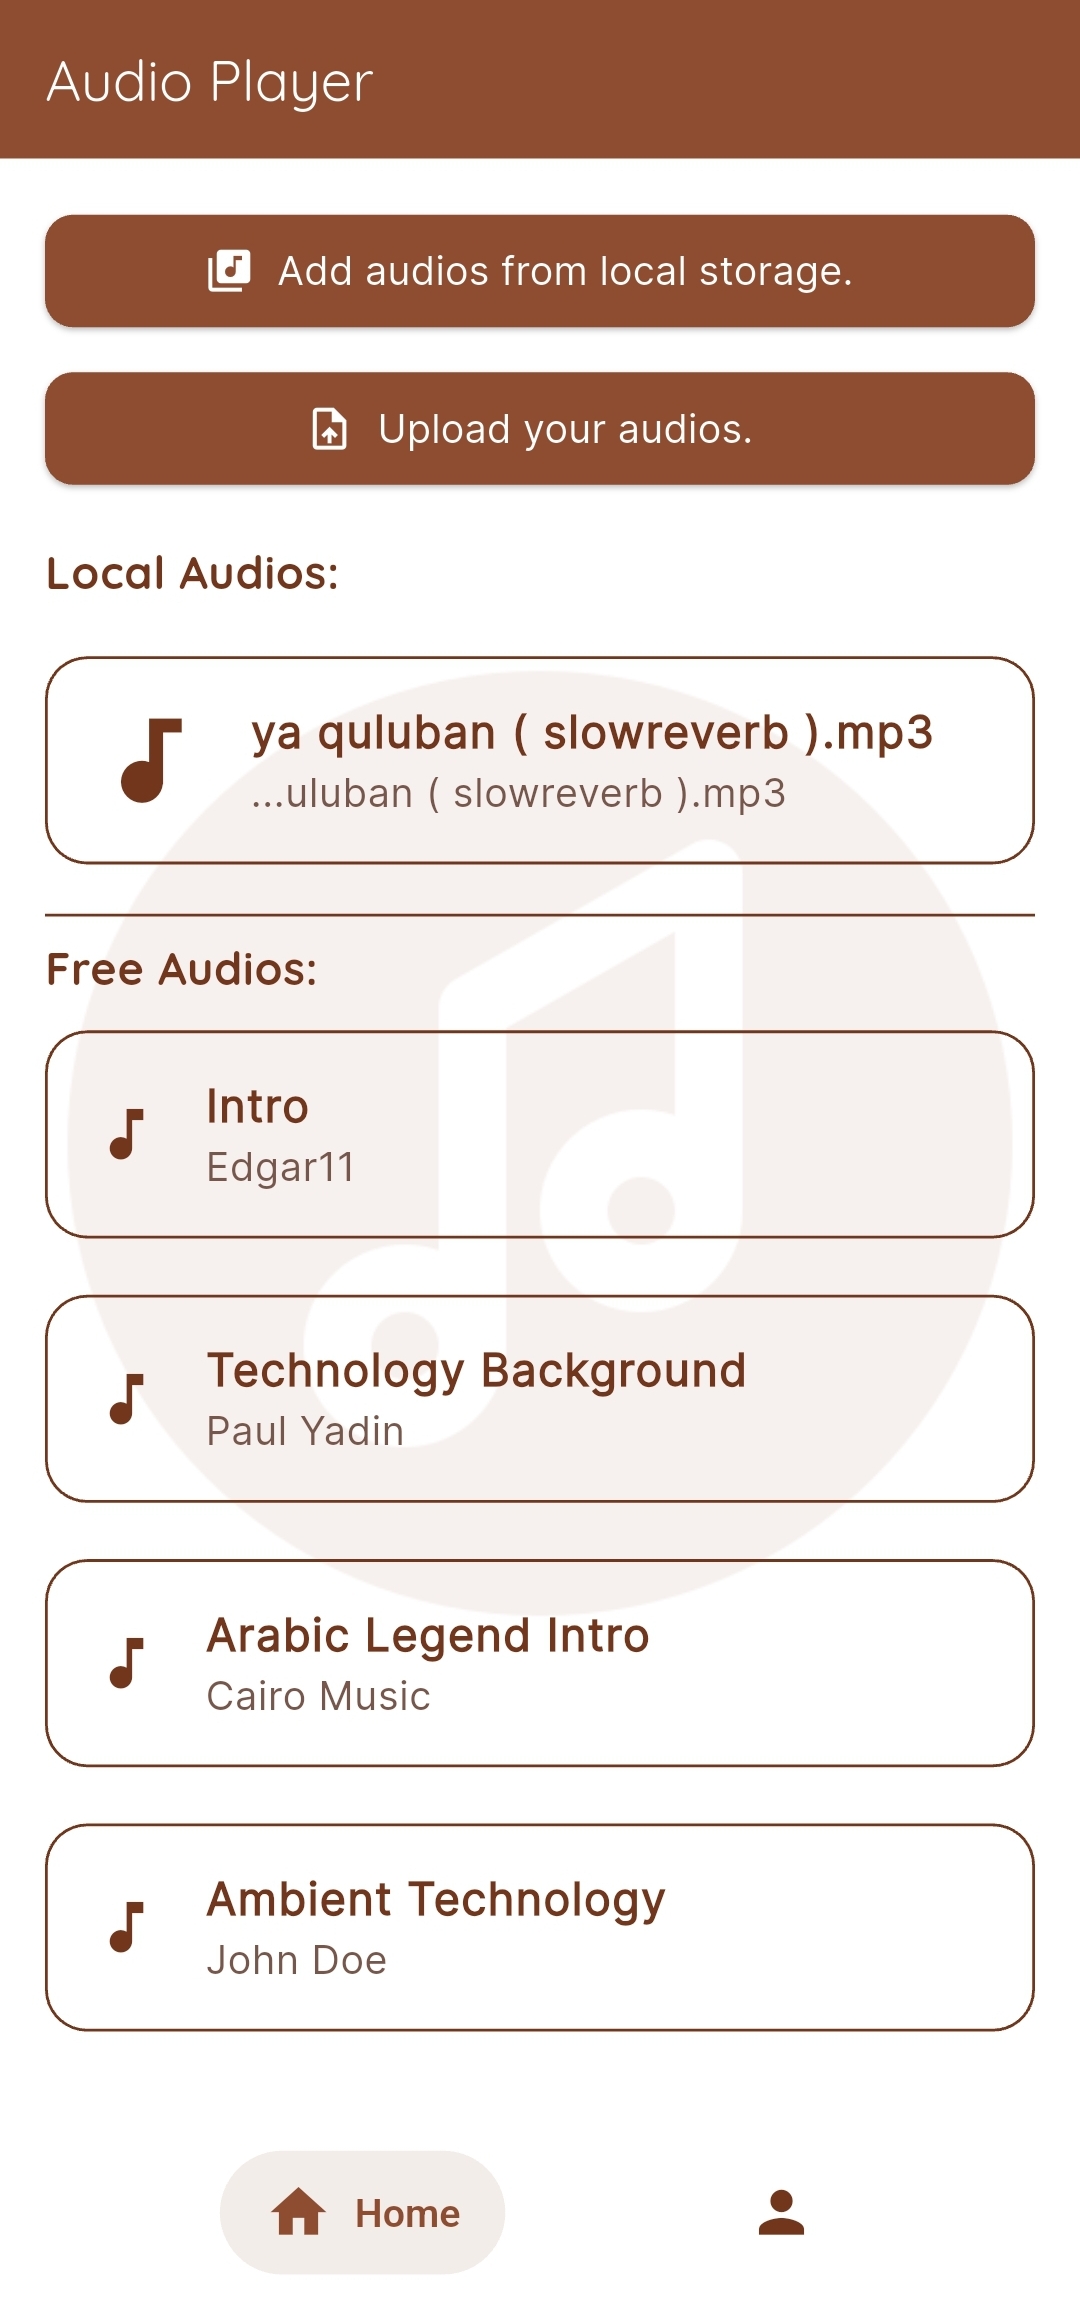 Audio Player
Add audios from local storage.
Upload your audios.
Local Audios:
ya quluban ( slowreverb ).mp3
...uluban ( slowreverb ).mp3
Free Audios:
Intro
Edgar11
Technology Background
Paul Yadin
Arabic Legend Intro
Cairo Music
Ambient Technology
John Doe
Home